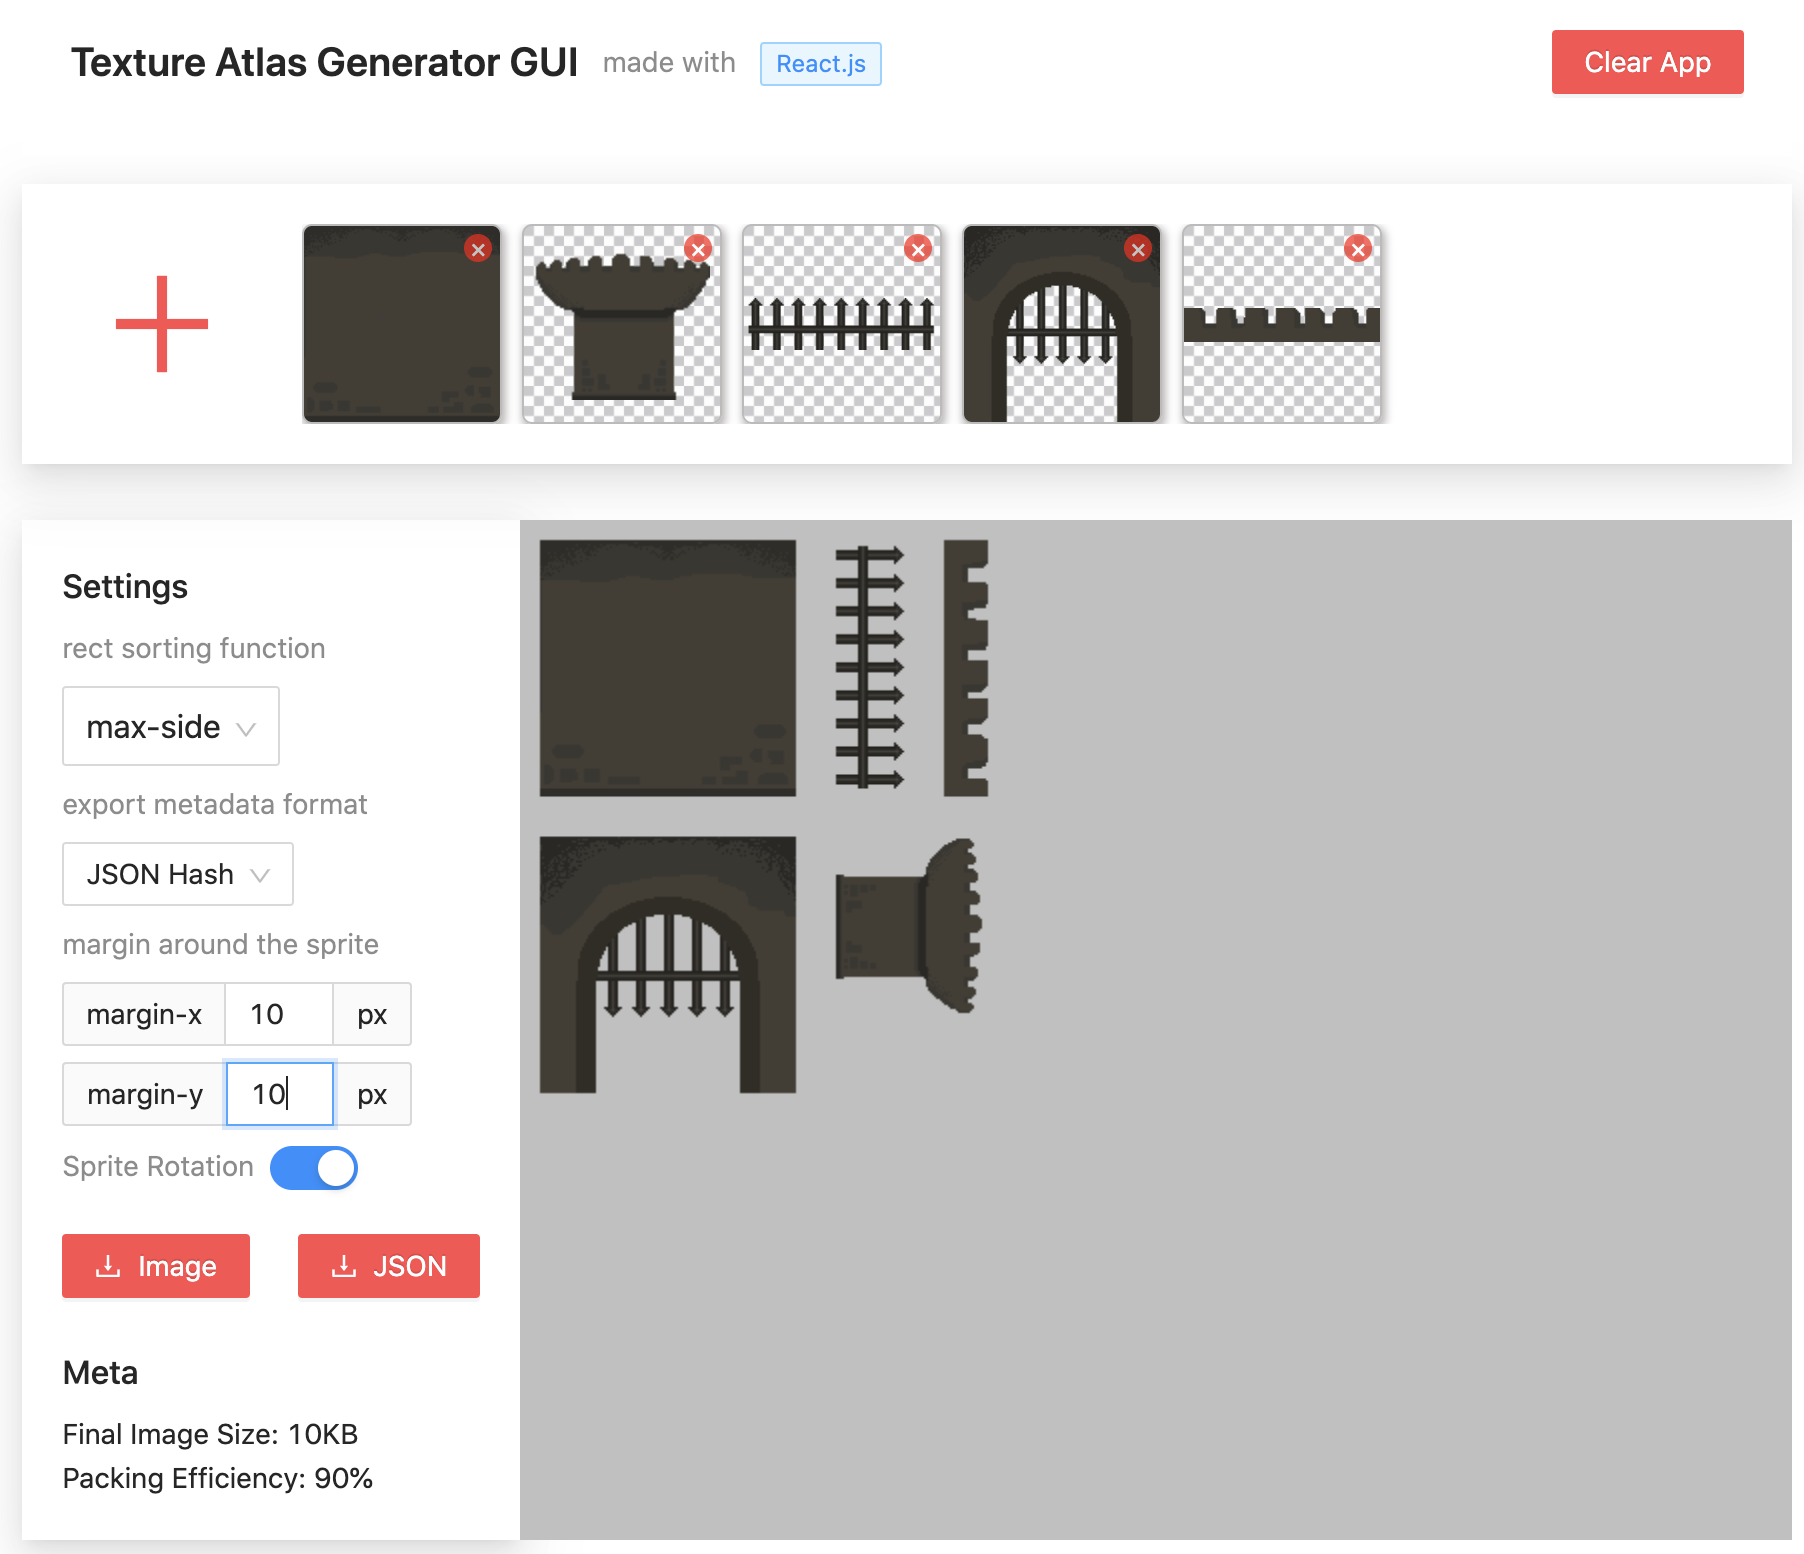 Texture Atlas Generator GUI made with React.js
Clear App
Settings
rect sorting function
max-side
export metadata format
JSON Hash
margin around the sprite
margin-x 10 px
margin-y 10 px
Sprite Rotation
Image JSON
Meta
Final Image Size: 10KB
Packing Efficiency: 90%